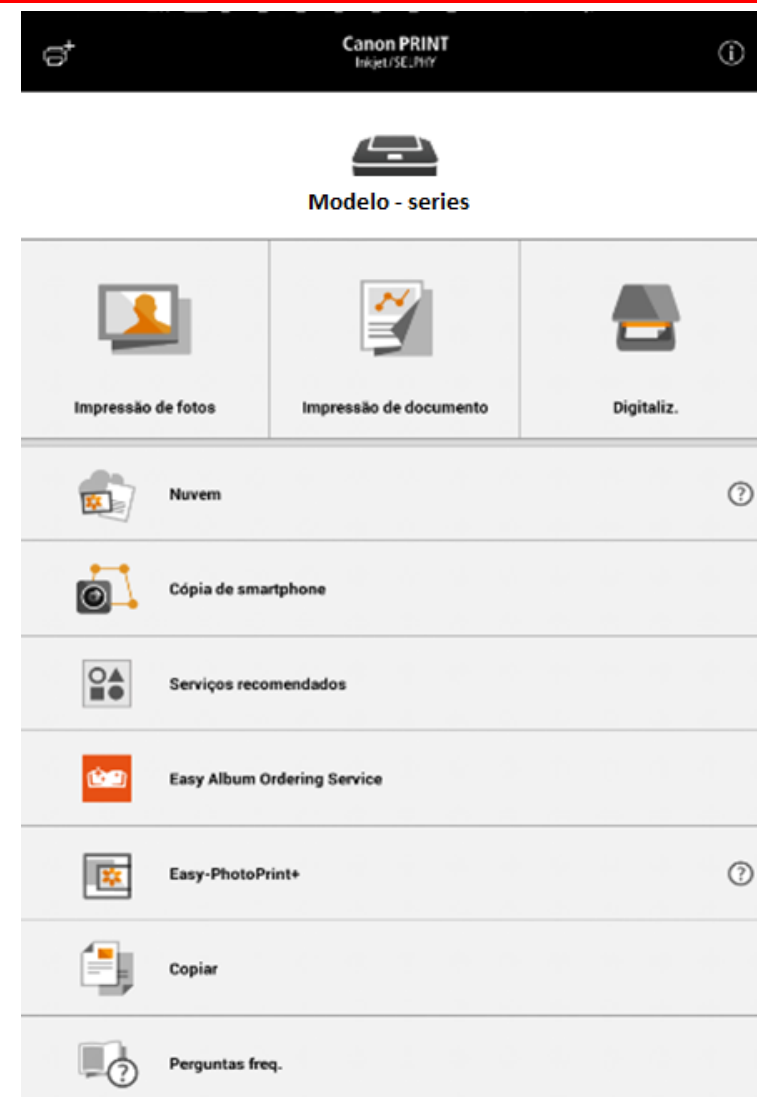 Canon PRINT
Inkjet/SELPHY
Modelo - series
Impressão de fotos
Impressão de documento
Digitaliz.
Nuvem
Cópia de smartphone
Serviços recomendados
Easy Album Ordering Service
Easy-PhotoPrint+
Copiar
Perguntas freq.